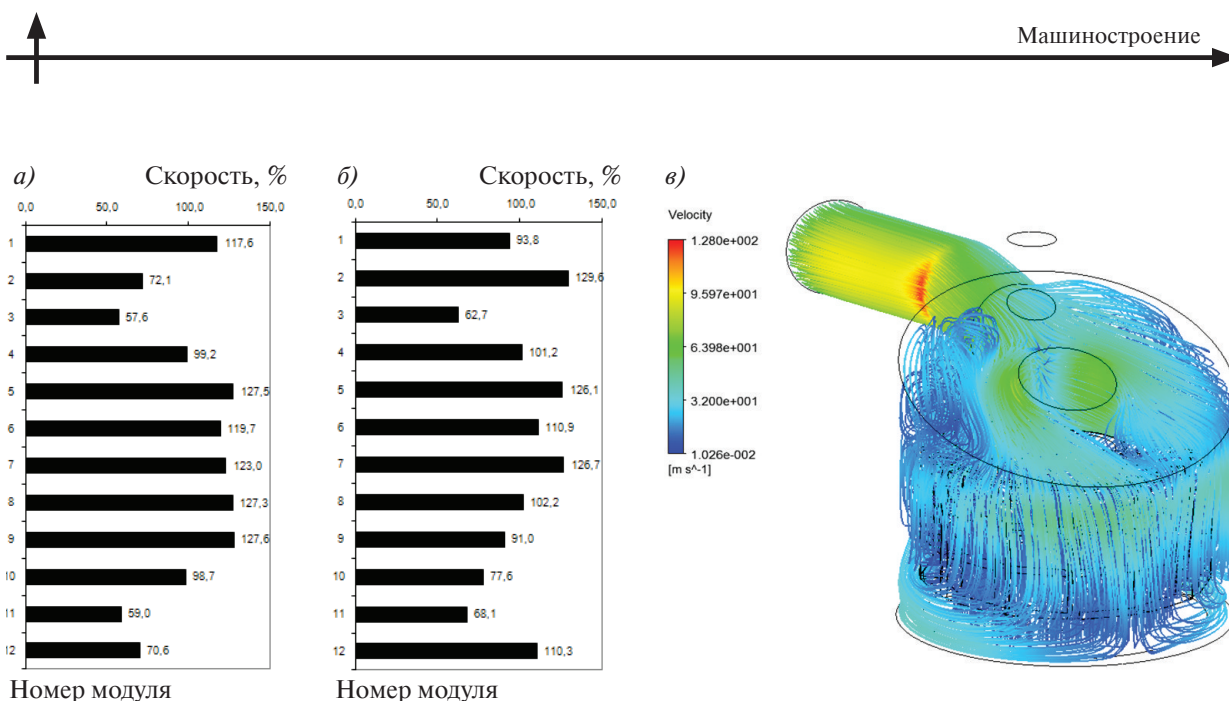 Машиностроение
а)
Скорость, %
0,0 50,0 100,0 150,0
1 117,6
2 72,1
3 57,6
4 99,2
5 127,5
6 119,7
7 123,0
8 127,3
9 127,6
10 98,7
11 59,0
12 70,6
Номер модуля
б)
Скорость, %
0,0 50,0 100,0 150,0
1 93,8
2 129,6
3 62,7
4 101,2
5 126,1
6 110,9
7 126,7
8 102,2
9 91,0
10 77,6
11 68,1
12 110,3
Номер модуля
в)
Velocity
1.280e+002
9.597e+001
6.398e+001
3.200e+001
1.026e-002
[m s^-1]